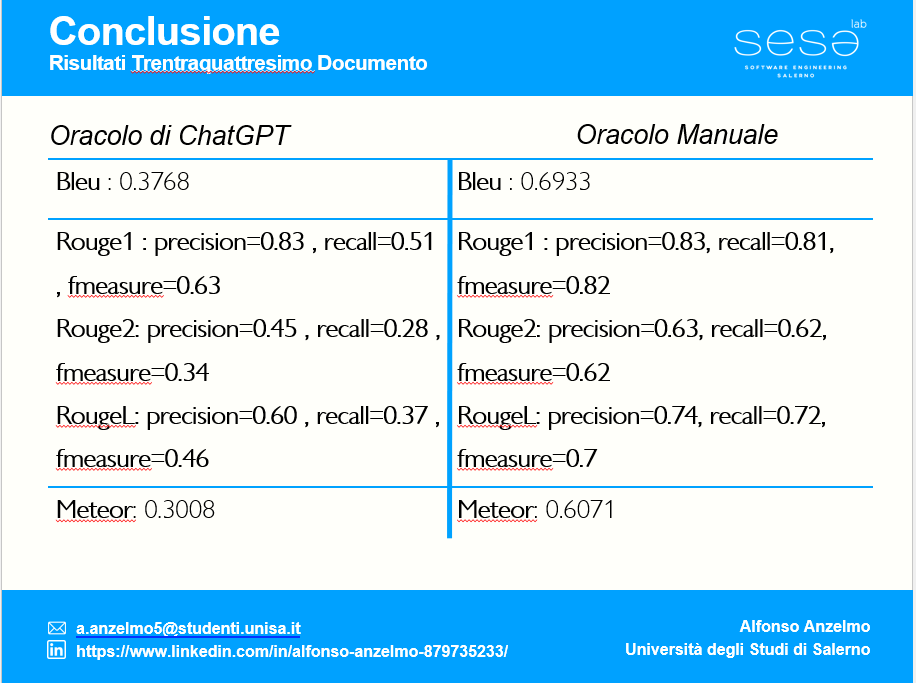 Conclusione
Risultati Trentraquattresimo Documento
lab
sesa
SOFTWARE ENGINEERING
SALERNO
Oracolo di ChatGPT
Oracolo Manuale
Bleu : 0.3768
Bleu : 0.6933
Rouge1 : precision=0.83 , recall=0.51
, fmeasure=0.63
Rouge2: precision=0.45 , recall=0.28 ,
fmeasure=0.34
RougeL: precision=0.60 , recall=0.37 ,
fmeasure=0.46
Rouge1 : precision=0.83, recall=0.81,
fmeasure=0.82
Rouge2: precision=0.63, recall=0.62,
fmeasure=0.62
RougeL: precision=0.74, recall=0.72,
fmeasure=0.7
Meteor: 0.3008
Meteor: 0.6071
a.anzelmo5@studenti.unisa.it
in https://www.linkedin.com/in/alfonso-anzelmo-879735233/
Alfonso Anzelmo
Università degli Studi di Salerno